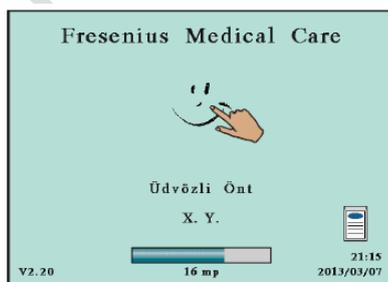 Fresenius Medical Care
Üdvözli Önt
X. Y.
21:15
V2.20 16 mp 2013/03/07